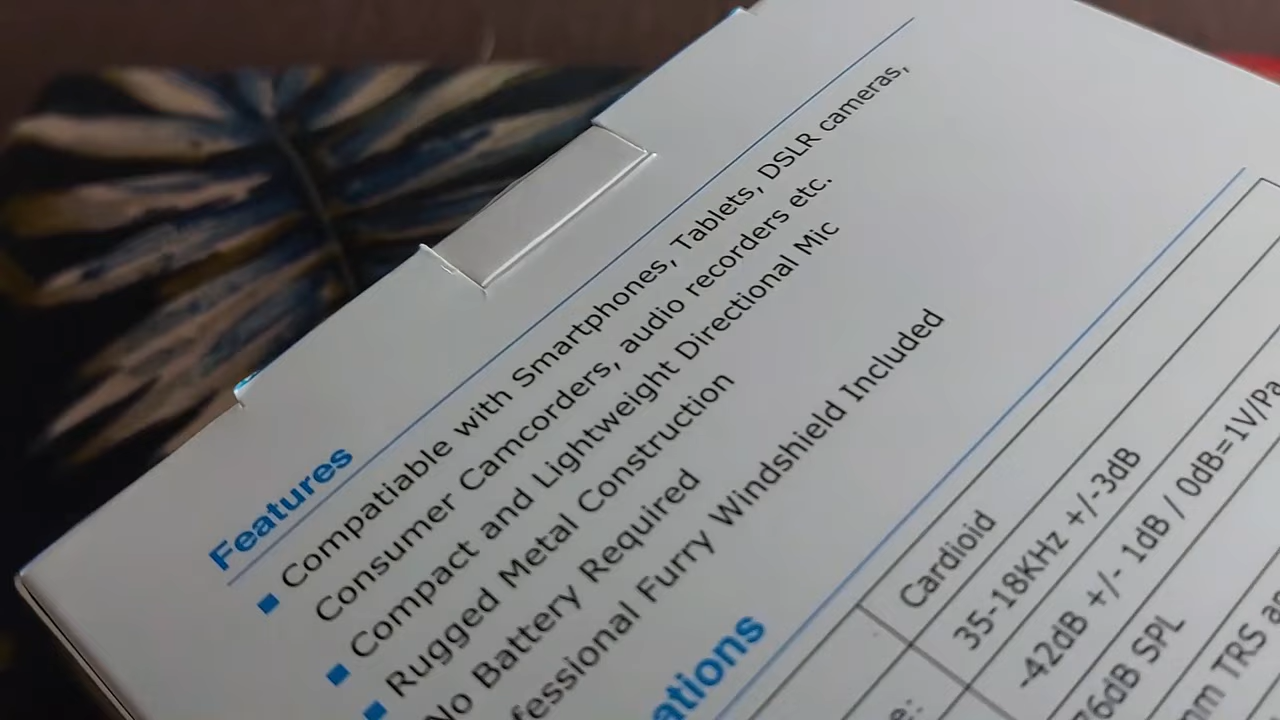 Features
Compatiable with Smartphones, Tablets, DSLR cameras,
Consumer Camcorders, audio recorders etc.
Compact and Lightweight Directional Mic
Rugged Metal Construction
No Battery Required
fessional Furry Windshield Included
ations
Cardioid
35-18KHz +/-3dB
-42dB +/- 1dB / 0dB=1V/Pa
76dB SPL
TRS